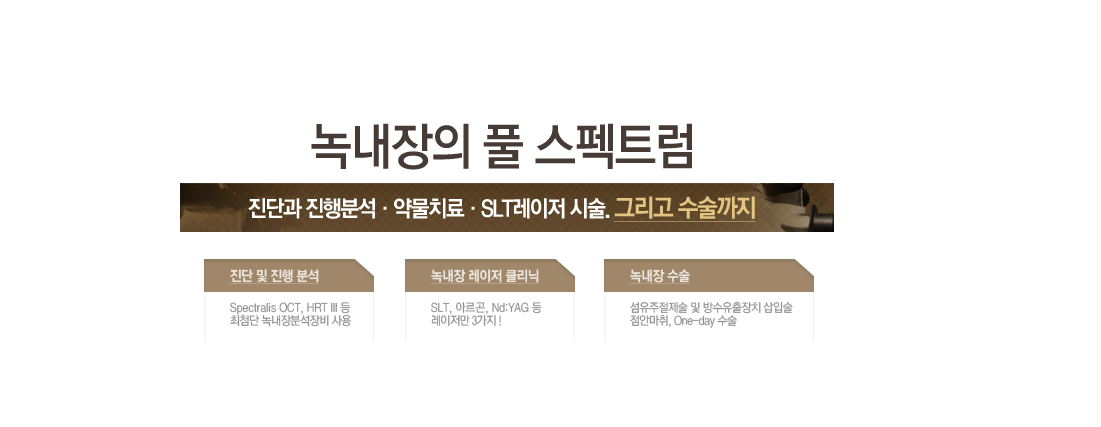 녹내장의 풀 스펙트럼
진단과 진행분석 · 약물치료 · SLT레이저 시술. 그리고 수술까지
진단 및 진행 분석
Spectralis OCT, HRT III 등
최첨단 녹내장분석장비 사용
녹내장 레이저 클리닉
SLT, 아르곤, Nd:YAG 등
레이저만 3가지 !
녹내장 수술
섬유주절제술 및 방수유출장치 삽입술
점안마취, One-day 수술